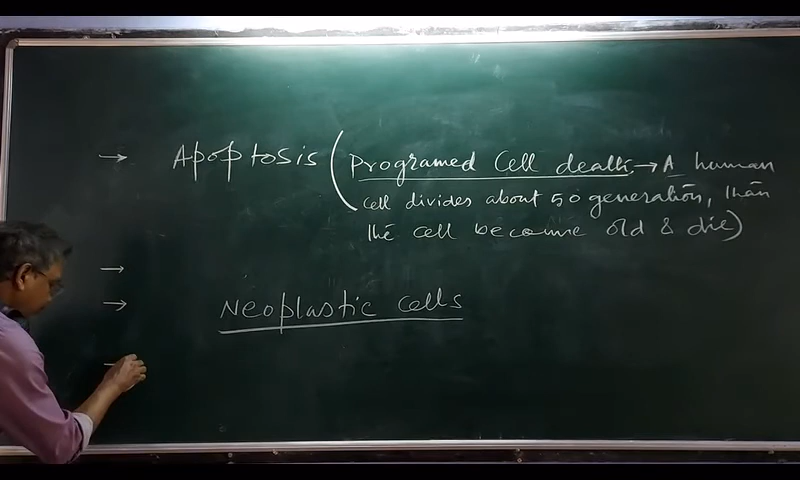 → Apoptosis (Programed Cell death → A human
cell divides about 50 generation, than
the cell become old & die)
→
→ Neoplastic cells